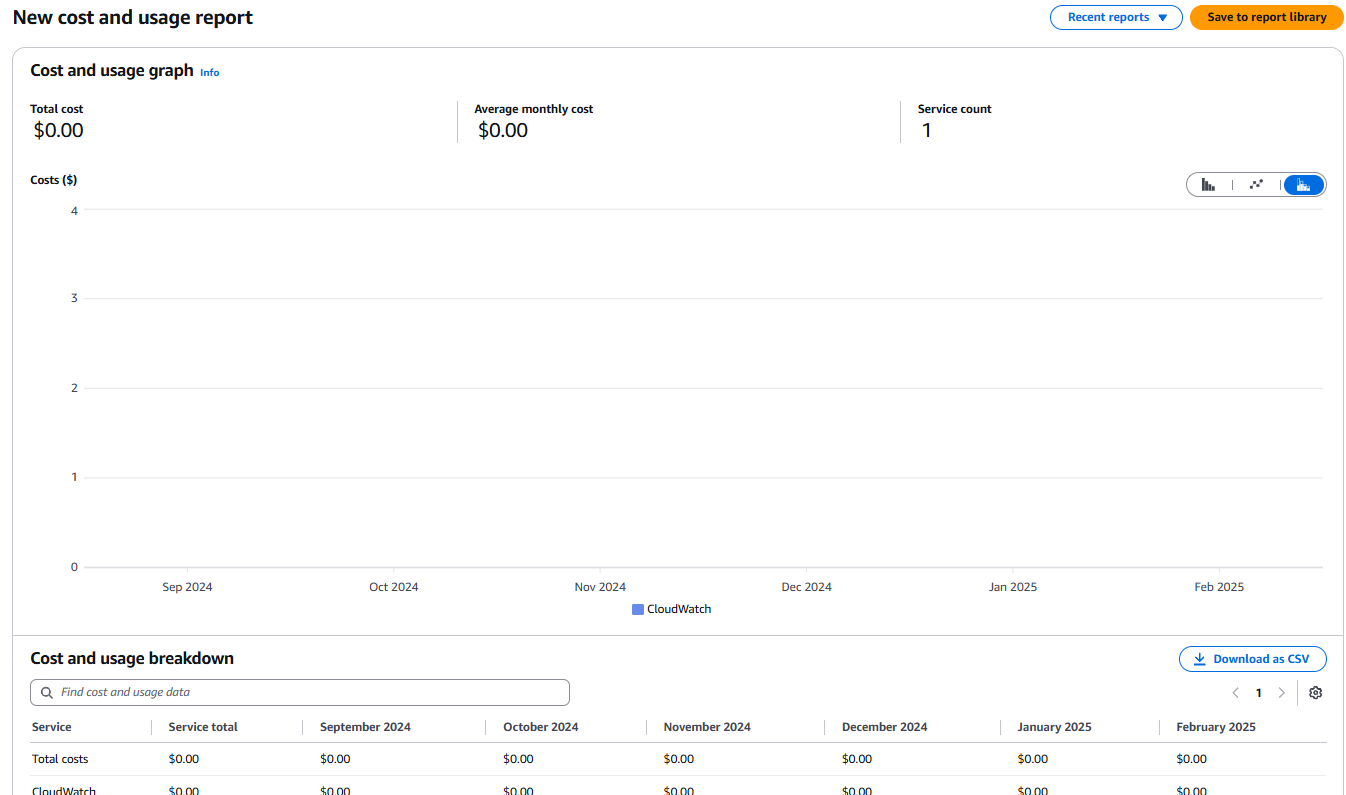 New cost and usage report
Recent reports
Save to report library
Cost and usage graph Info
Total cost
$0.00
Average monthly cost
$0.00
Service count
1
Costs ($)
4
3
2
1
0
Sep 2024 Oct 2024 Nov 2024 Dec 2024 Jan 2025 Feb 2025
CloudWatch
Cost and usage breakdown
Download as CSV
Find cost and usage data
1
Service Service total September 2024 October 2024 November 2024 December 2024 January 2025 February 2025
Total costs $0.00 $0.00 $0.00 $0.00 $0.00 $0.00 $0.00
CloudWatch $0.00 $0.00 $0.00 $0.00 $0.00 $0.00 $0.00